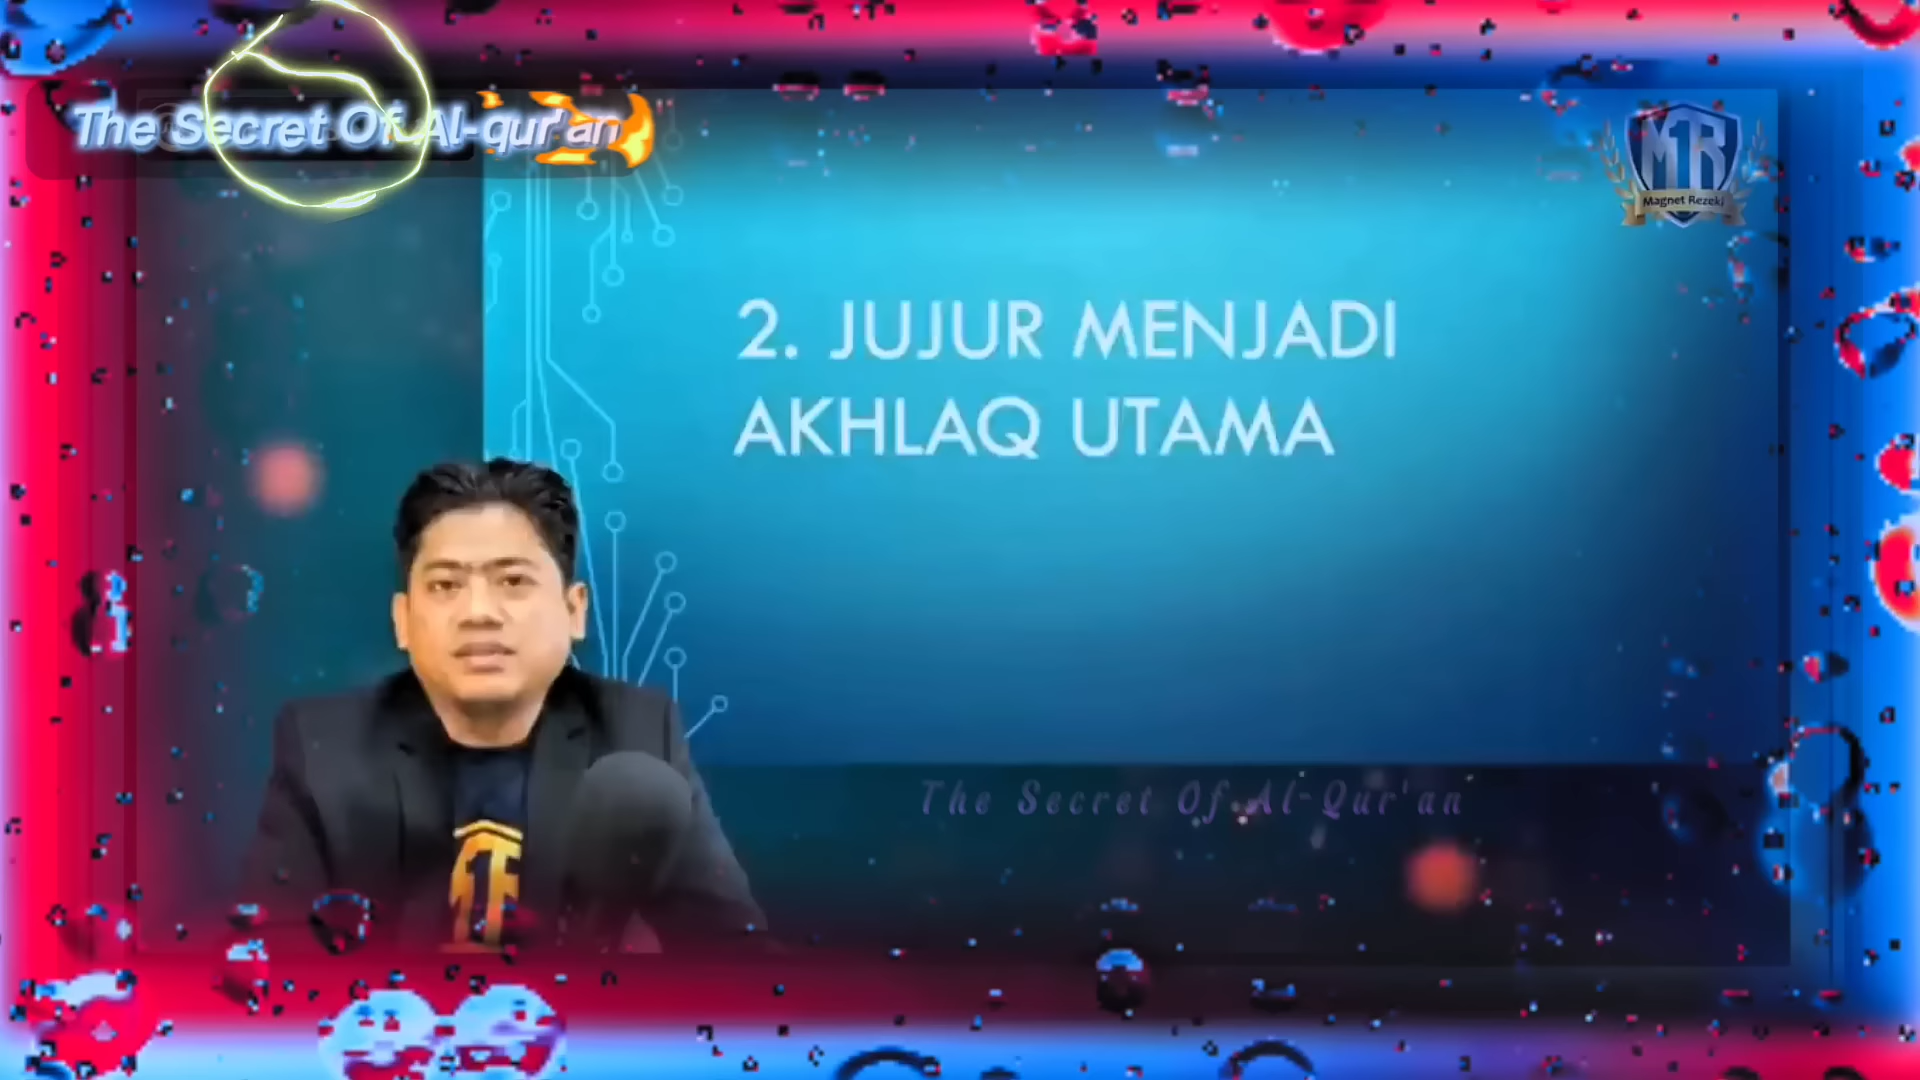 The Secret Of Al-qur'an
M1R
Magnet Rezeki
2. JUJUR MENJADI
AKHLAQ UTAMA
The Secret Of Al-Qur'an